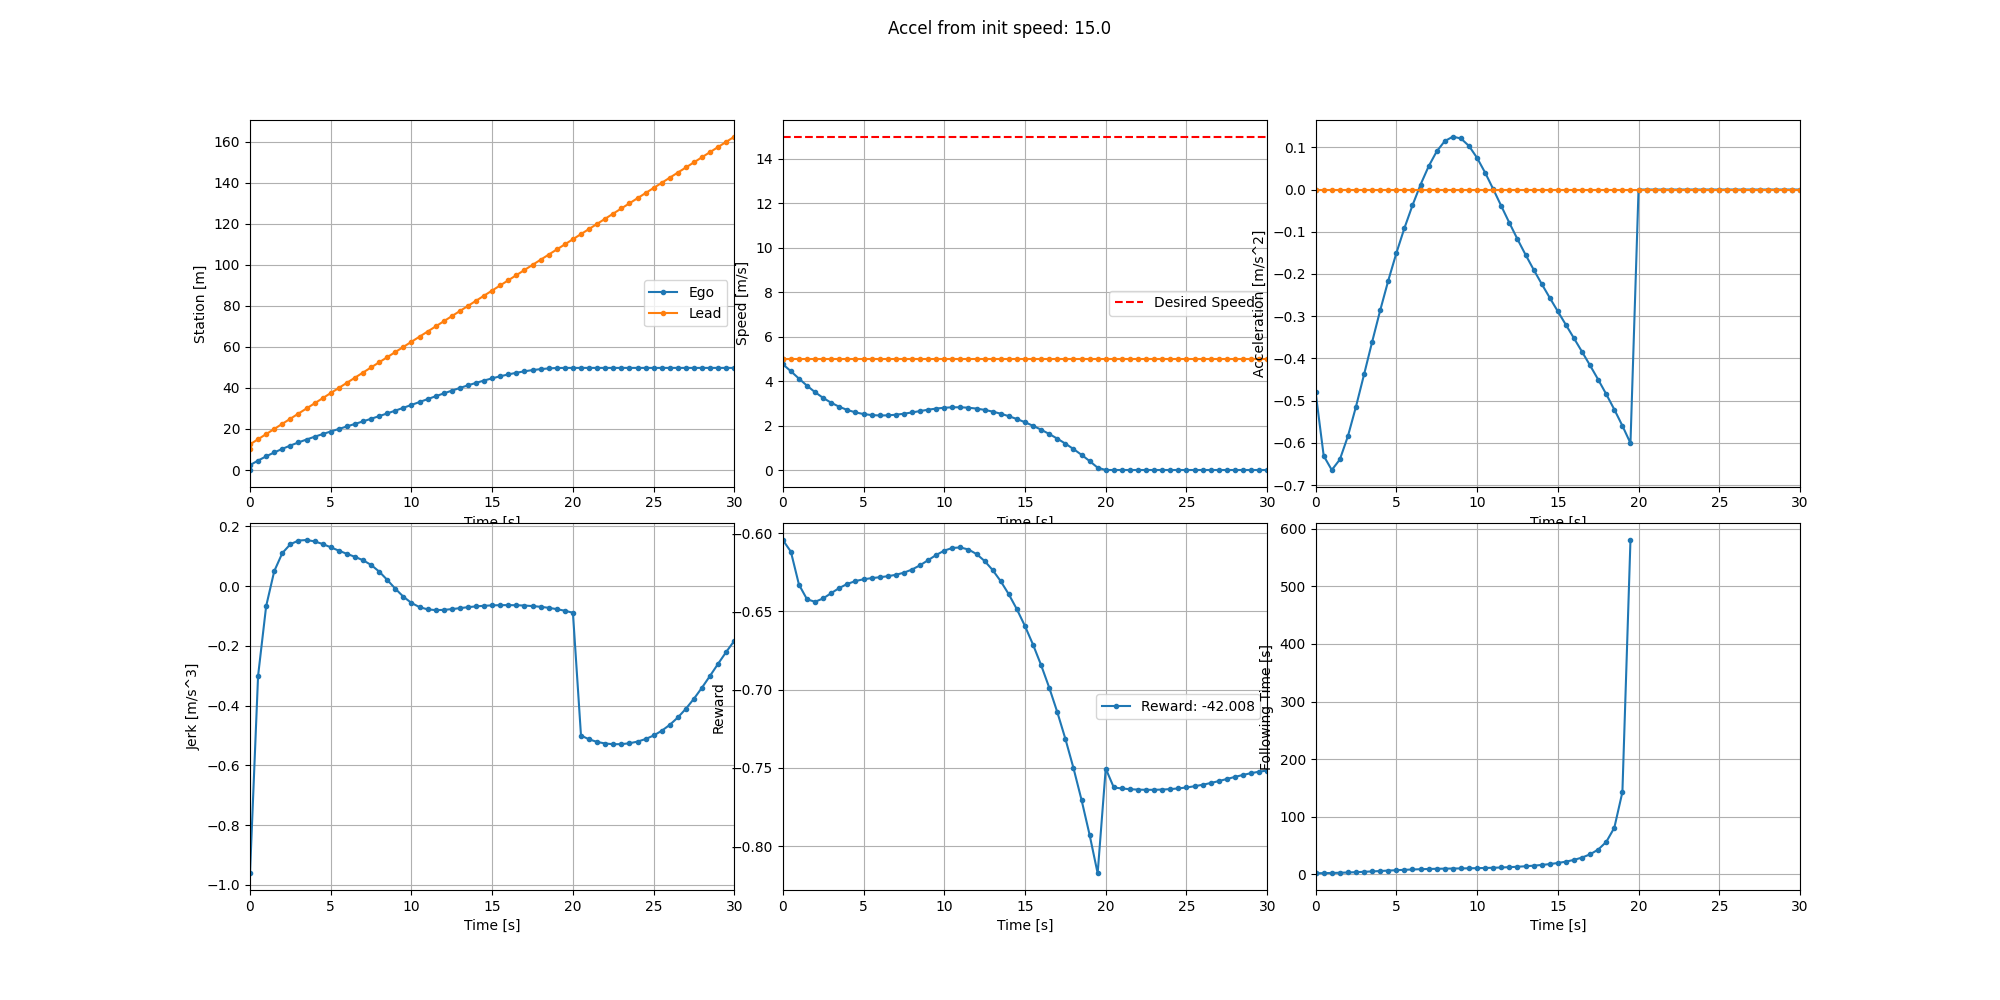 Accel from init speed: 15.0
160
140
120
100
80
60
40
20
0
Station [m]
Ego
Lead
0 5 10 15 20 25 30
Time [s]
14
12
10
8
6
4
2
0
Speed [m/s]
Desired Speed
0 5 10 15 20 25 30
Time [s]
0.1
0.0
−0.1
−0.2
−0.3
−0.4
−0.5
−0.6
−0.7
Acceleration [m/s^2]
0 5 10 15 20 25 30
Time [s]
0.2
0.0
−0.2
−0.4
−0.6
−0.8
−1.0
Jerk [m/s^3]
0 5 10 15 20 25 30
Time [s]
−0.60
−0.65
−0.70
−0.75
−0.80
Reward
Reward: -42.008
0 5 10 15 20 25 30
Time [s]
600
500
400
300
200
100
0
Following Time [s]
0 5 10 15 20 25 30
Time [s]